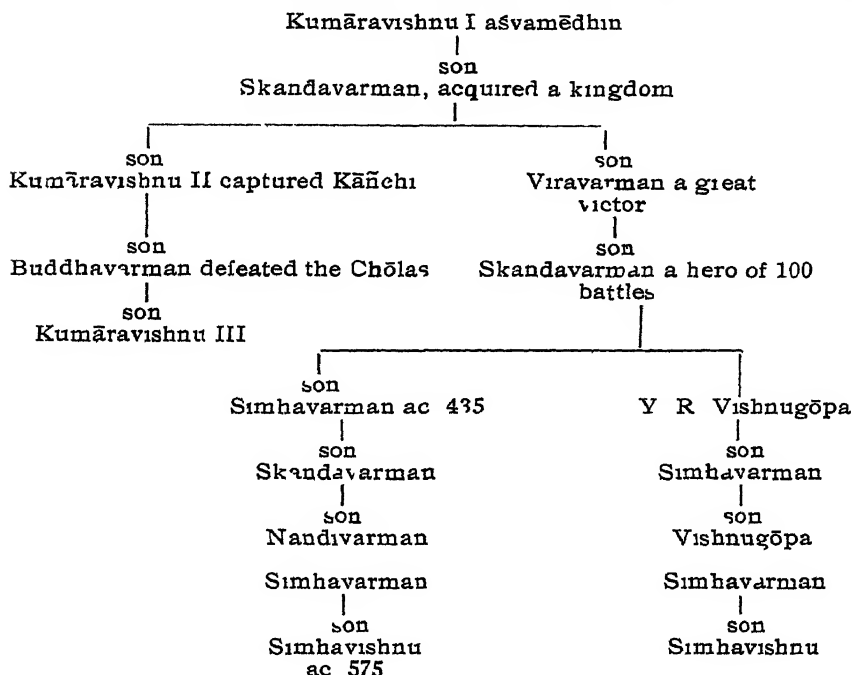 Kumāravishnu I aśvamēdhin
son
Skandavarman, acquired a kingdom
son son
Kumāravishnu II captured Kāñchi Viravarman a great
victor
son son
Buddhavarman defeated the Chōlas Skandavarman a hero of 100
battles
son
Kumāravishnu III
son
Simhavarman ac 435 Y R Vishnugōpa
son son
Skandavarman Simhavarman
son son
Nandivarman Vishnugōpa
Simhavarman Simhavarman
son son
Simhavishnu Simhavishnu
ac 575